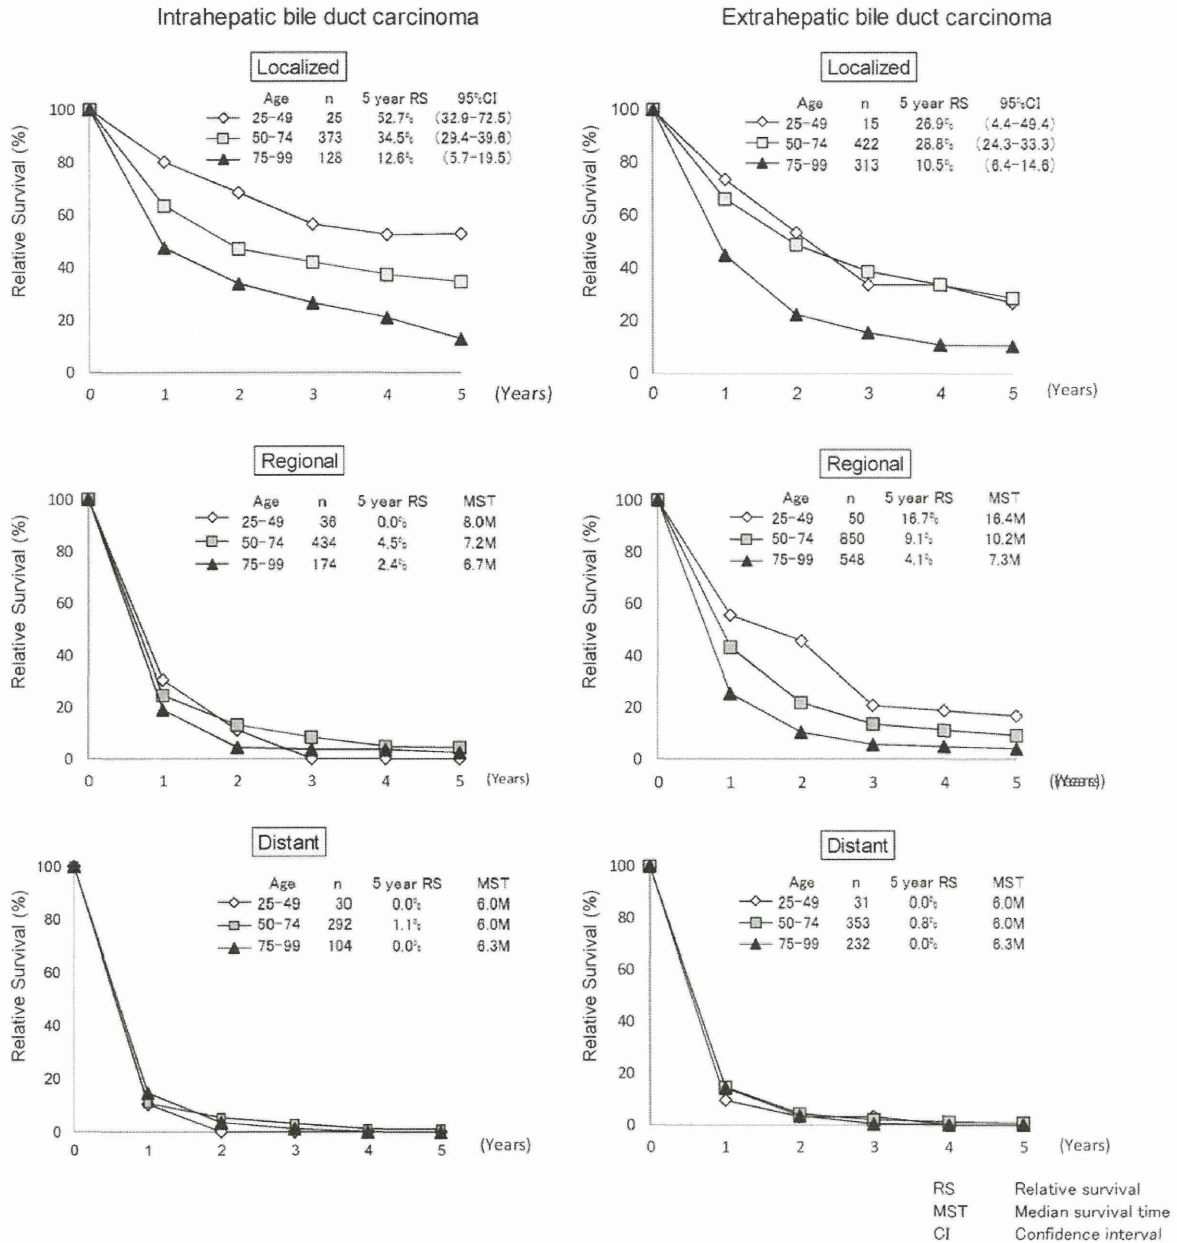 Intrahepatic bile duct carcinoma
Localized
Age n 5 year RS 95%CI
25-49 25 52.7% (32.9-72.5)
50-74 373 34.5% (29.4-39.6)
75-99 128 12.6% (5.7-19.5)
Relative Survival (%)
100
80
60
40
20
0
0 1 2 3 4 5 (Years)
Extrahepatic bile duct carcinoma
Localized
Age n 5 year RS 95%CI
25-49 15 26.9% (4.4-49.4)
50-74 422 28.8% (24.3-33.3)
75-99 313 10.5% (6.4-14.6)
Relative Survival (%)
100
80
60
40
20
0
0 1 2 3 4 5 (Years)
Regional
Age n 5 year RS MST
25-49 36 0.0% 8.0M
50-74 434 4.5% 7.2M
75-99 174 2.4% 6.7M
Relative Survival (%)
100
80
60
40
20
0
0 1 2 3 4 5 (Years)
Regional
Age n 5 year RS MST
25-49 50 16.7% 16.4M
50-74 850 9.1% 10.2M
75-99 548 4.1% 7.3M
Relative Survival (%)
100
80
60
40
20
0
0 1 2 3 4 5
Distant
Age n 5 year RS MST
25-49 30 0.0% 6.0M
50-74 292 1.1% 6.0M
75-99 104 0.0% 6.3M
Relative Survival (%)
100
80
60
40
20
0
0 1 2 3 4 5 (Years)
Distant
Age n 5 year RS MST
25-49 31 0.0% 6.0M
50-74 353 0.8% 6.0M
75-99 232 0.0% 6.3M
Relative Survival (%)
100
80
60
40
20
0
0 1 2 3 4 5 (Years)
RS Relative survival
MST Median survival time
CI Confidence interval